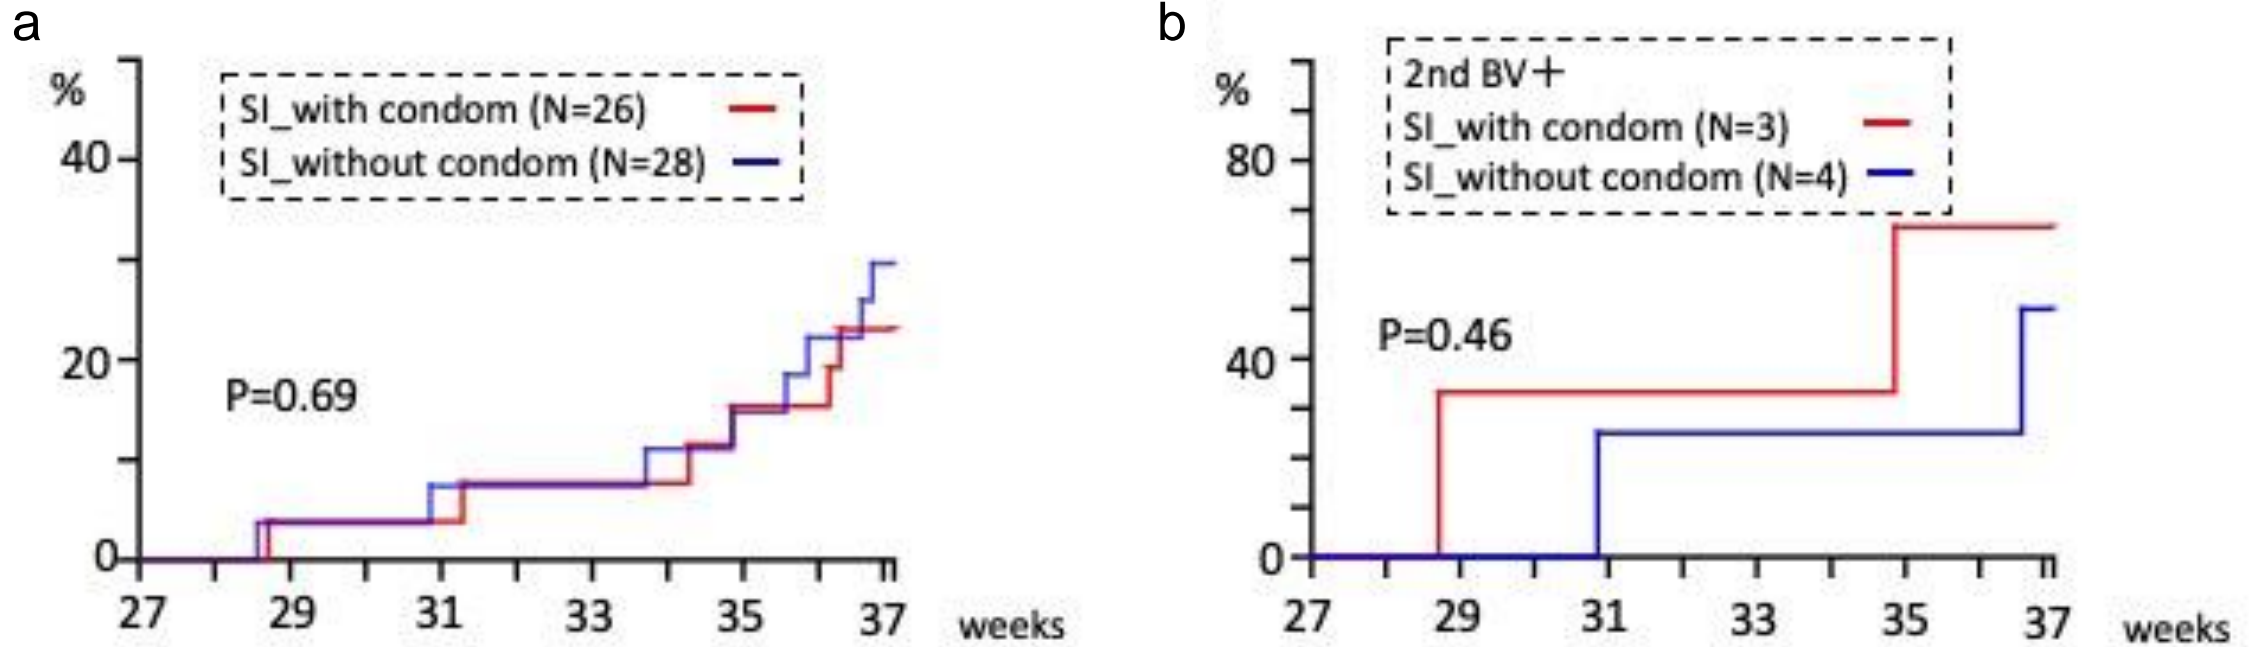 a
%
SI_with condom (N=26)
SI_without condom (N=28)
40
20
P=0.69
0
27 29 31 33 35 37 weeks
b
%
2nd BV+
SI_with condom (N=3)
SI_without condom (N=4)
80
P=0.46
40
0
27 29 31 33 35 37 weeks